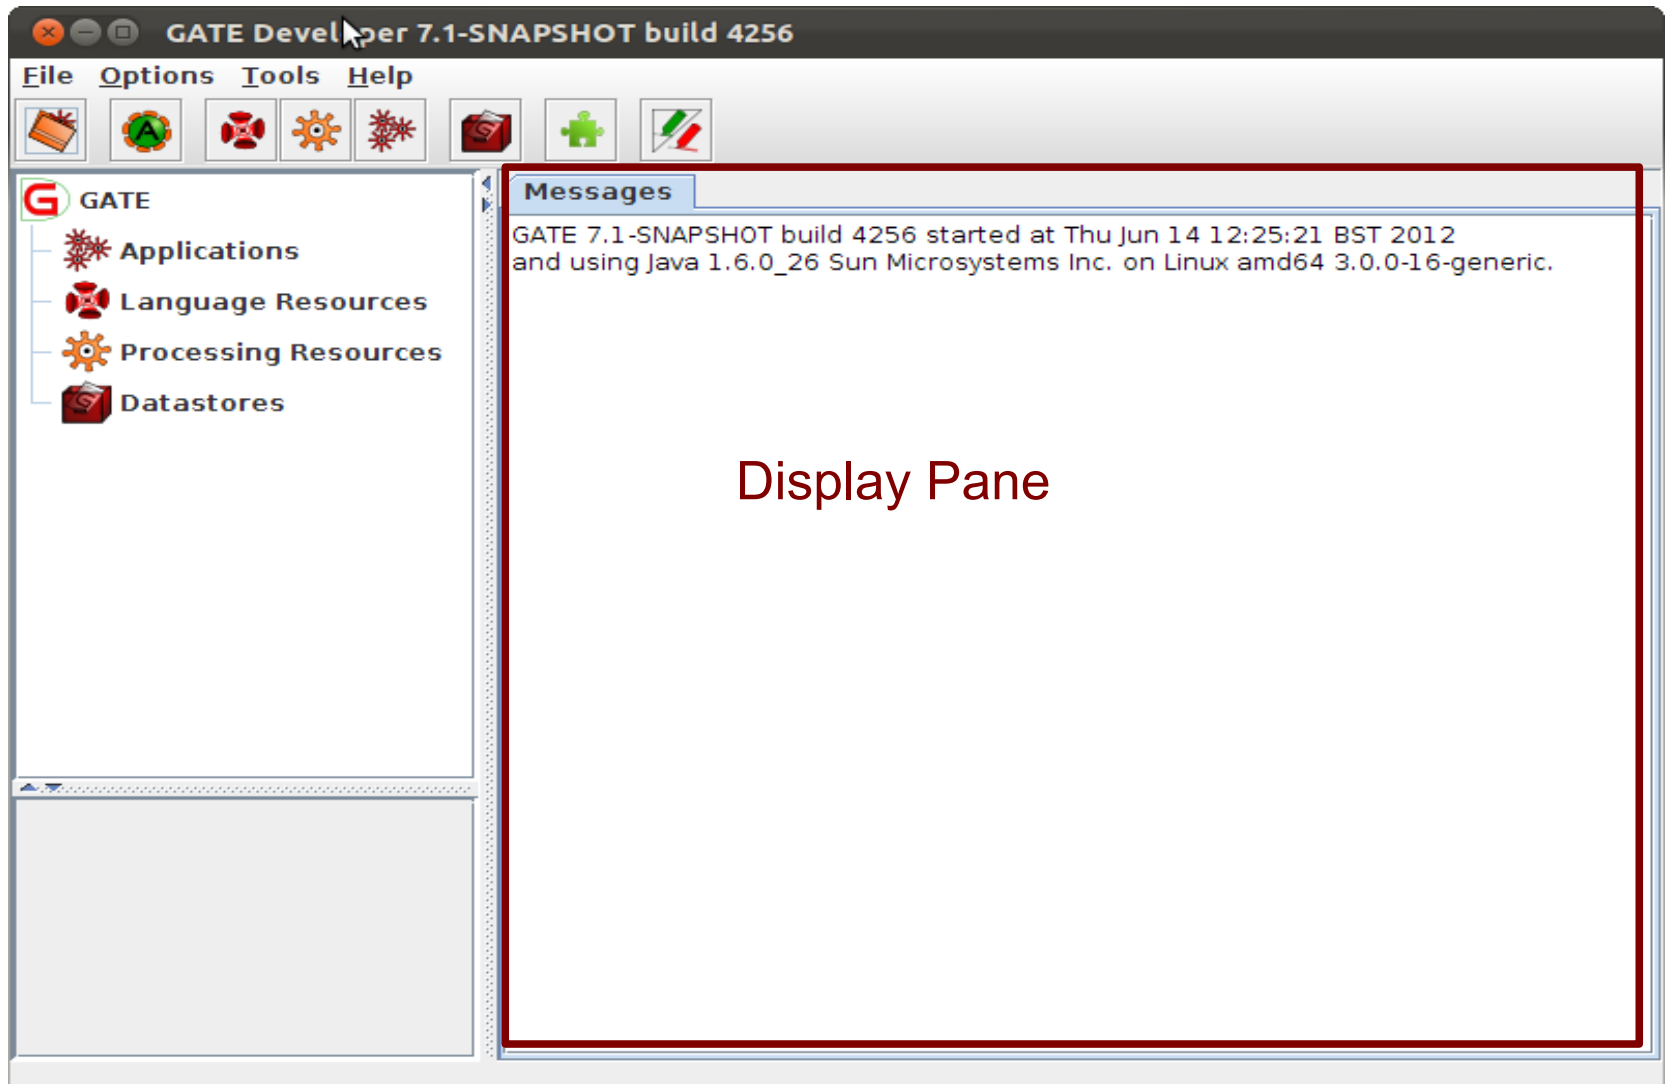 GATE Developer 7.1-SNAPSHOT build 4256
File Options Tools Help
GATE
Applications
Language Resources
Processing Resources
Datastores
Messages
GATE 7.1-SNAPSHOT build 4256 started at Thu Jun 14 12:25:21 BST 2012
and using Java 1.6.0_26 Sun Microsystems Inc. on Linux amd64 3.0.0-16-generic.
Display Pane